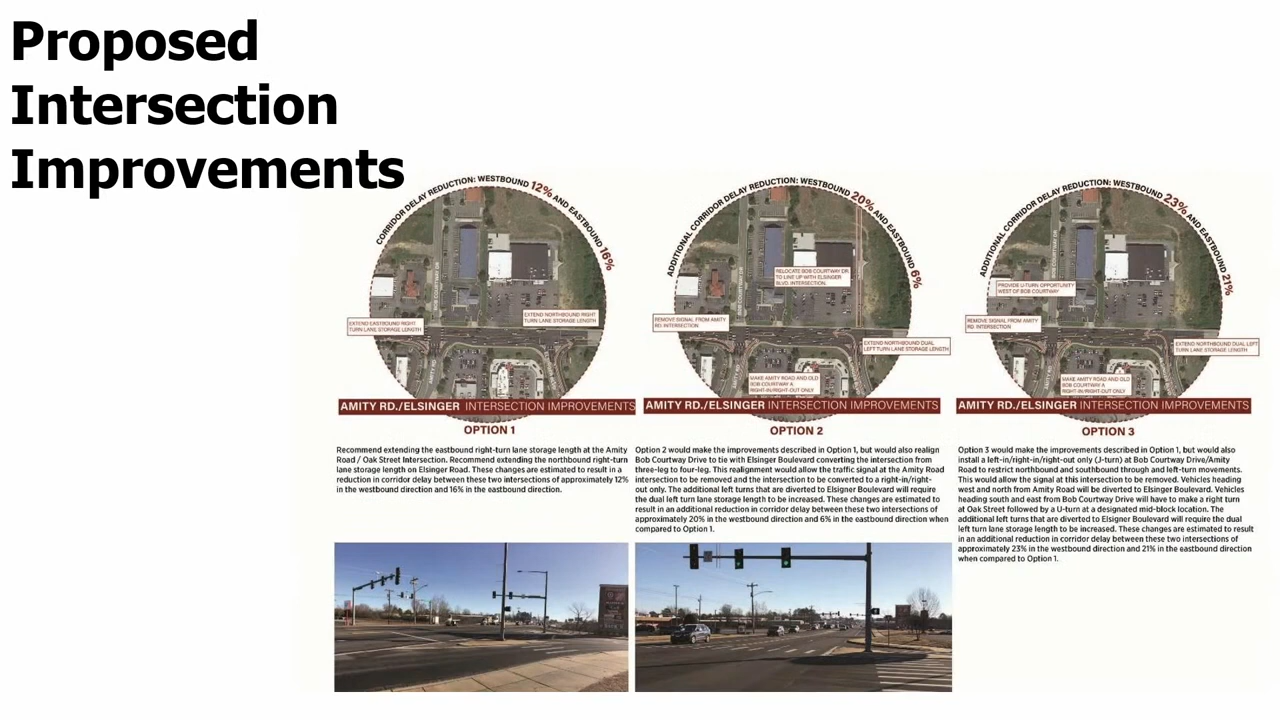 Proposed
Intersection
Improvements
CORRIDOR DELAY REDUCTION: WESTBOUND 12% AND EASTBOUND 16%
EXTEND EASTBOUND RIGHT
TURN LANE STORAGE LENGTH
EXTEND NORTHBOUND RIGHT
TURN LANE STORAGE LENGTH
AMITY RD./ELSINGER INTERSECTION IMPROVEMENTS
OPTION 1
Recommend extending the eastbound right-turn lane storage length at the Amity
Road / Oak Street Intersection. Recommend extending the northbound right-turn
lane storage length on Elsinger Road. These changes are estimated to result in a
reduction in corridor delay between these two intersections of approximately 12%
in the westbound direction and 16% in the eastbound direction.
ADDITIONAL CORRIDOR DELAY REDUCTION: WESTBOUND 20% AND EASTBOUND 6%
RELOCATE BOB COURTWAY DR.
TO LINE UP WITH ELSINGER
BLVD. INTERSECTION.
REMOVE SIGNAL FROM AMITY
RD. INTERSECTION
EXTEND NORTHBOUND DUAL
LEFT TURN LANE STORAGE LENGTH
MAKE AMITY ROAD AND OLD
BOB COURTWAY A
RIGHT-IN/RIGHT-OUT ONLY
AMITY RD./ELSINGER INTERSECTION IMPROVEMENTS
OPTION 2
Option 2 would make the improvements described in Option 1, but would also realign
Bob Courtway Drive to tie with Elsinger Boulevard converting the intersection from
three-leg to four-leg. This realignment would allow the traffic signal at the Amity Road
intersection to be removed and the intersection to be converted to a right-in/right-
out only. The additional left turns that are diverted to Elsigner Boulevard will require
the dual left turn lane storage length to be increased. These changes are estimated to
result in an additional reduction in corridor delay between these two intersections of
approximately 20% in the westbound direction and 6% in the eastbound direction when
compared to Option 1.
ADDITIONAL CORRIDOR DELAY REDUCTION: WESTBOUND 23% AND EASTBOUND 21%
PROVIDE U-TURN OPPORTUNITY
WEST OF BOB COURTWAY
REMOVE SIGNAL FROM AMITY
RD. INTERSECTION
EXTEND NORTHBOUND DUAL LEFT
TURN LANE STORAGE LENGTH
MAKE AMITY ROAD AND OLD
BOB COURTWAY A
RIGHT-IN/RIGHT-OUT ONLY
AMITY RD./ELSINGER INTERSECTION IMPROVEMENTS
OPTION 3
Option 3 would make the improvements described in Option 1, but would also
install a left-in/right-in/right-out only (J-turn) at Bob Courtway Drive/Amity
Road to restrict northbound and southbound through and left-turn movements.
This would allow the signal at this intersection to be removed. Vehicles heading
west and north from Amity Road will be diverted to Elsinger Boulevard. Vehicles
heading south and east from Bob Courtway Drive will have to make a right turn
at Oak Street followed by a U-turn at a designated mid-block location. The
additional left turns that are diverted to Elsigner Boulevard will require the dual
left turn lane storage length to be increased. These changes are estimated to result
in an additional reduction in corridor delay between these two intersections of
approximately 23% in the westbound direction and 21% in the eastbound direction
when compared to Option 1.